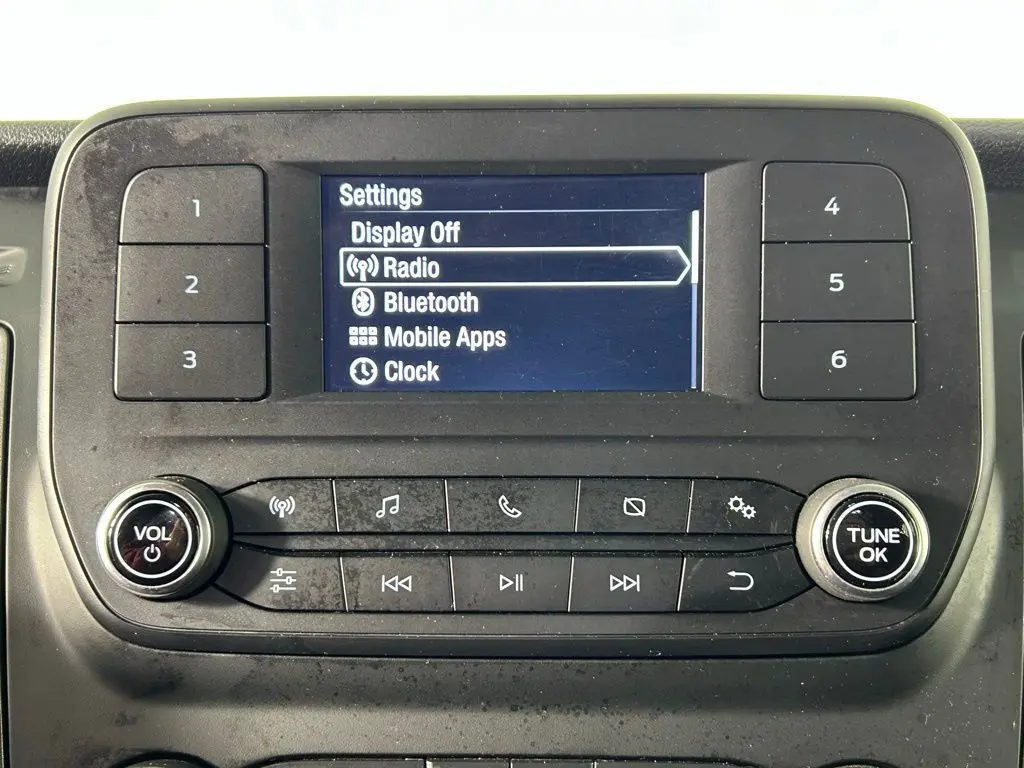 Settings
Display Off
Radio
Bluetooth
Mobile Apps
Clock
1
2
3
4
5
6
VOL
TUNE
OK